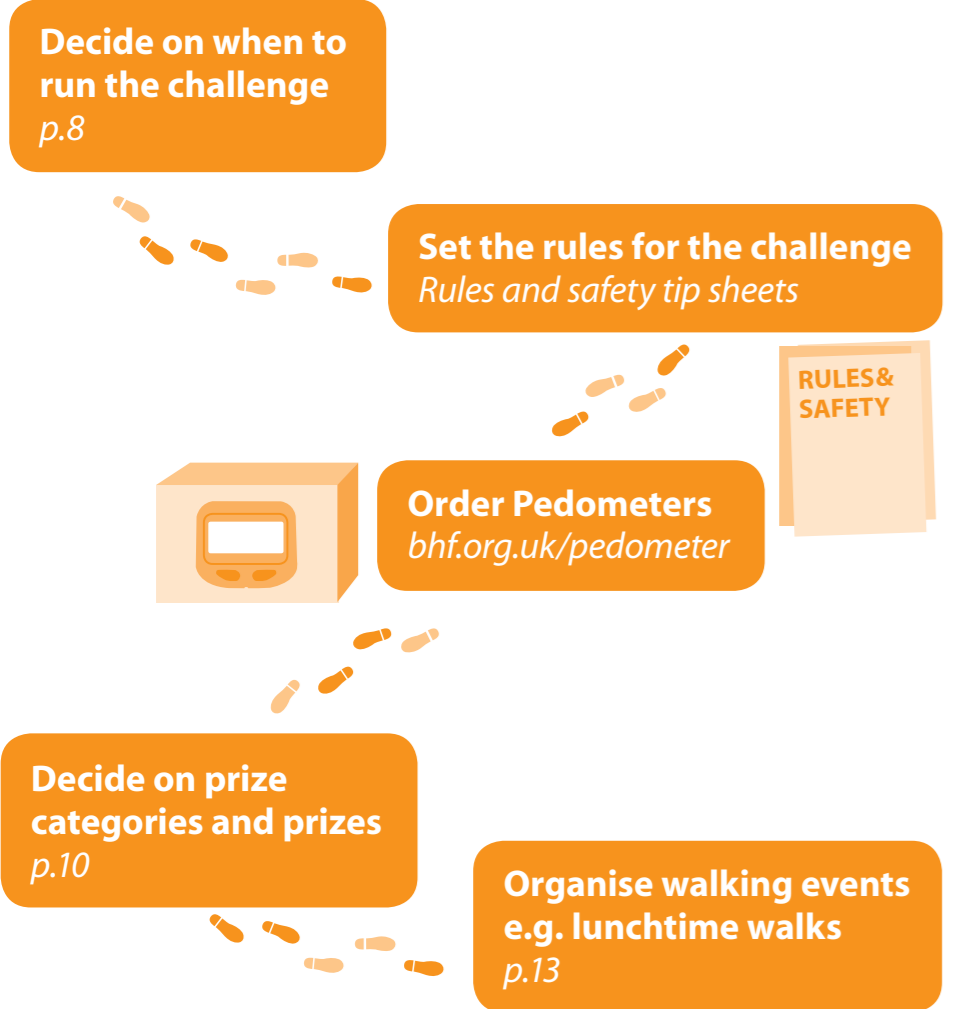 Decide on when to
run the challenge
p.8
Set the rules for the challenge
Rules and safety tip sheets
RULES&
SAFETY
Order Pedometers
bhf.org.uk/pedometer
Decide on prize
categories and prizes
p.10
Organise walking events
e.g. lunchtime walks
p.13